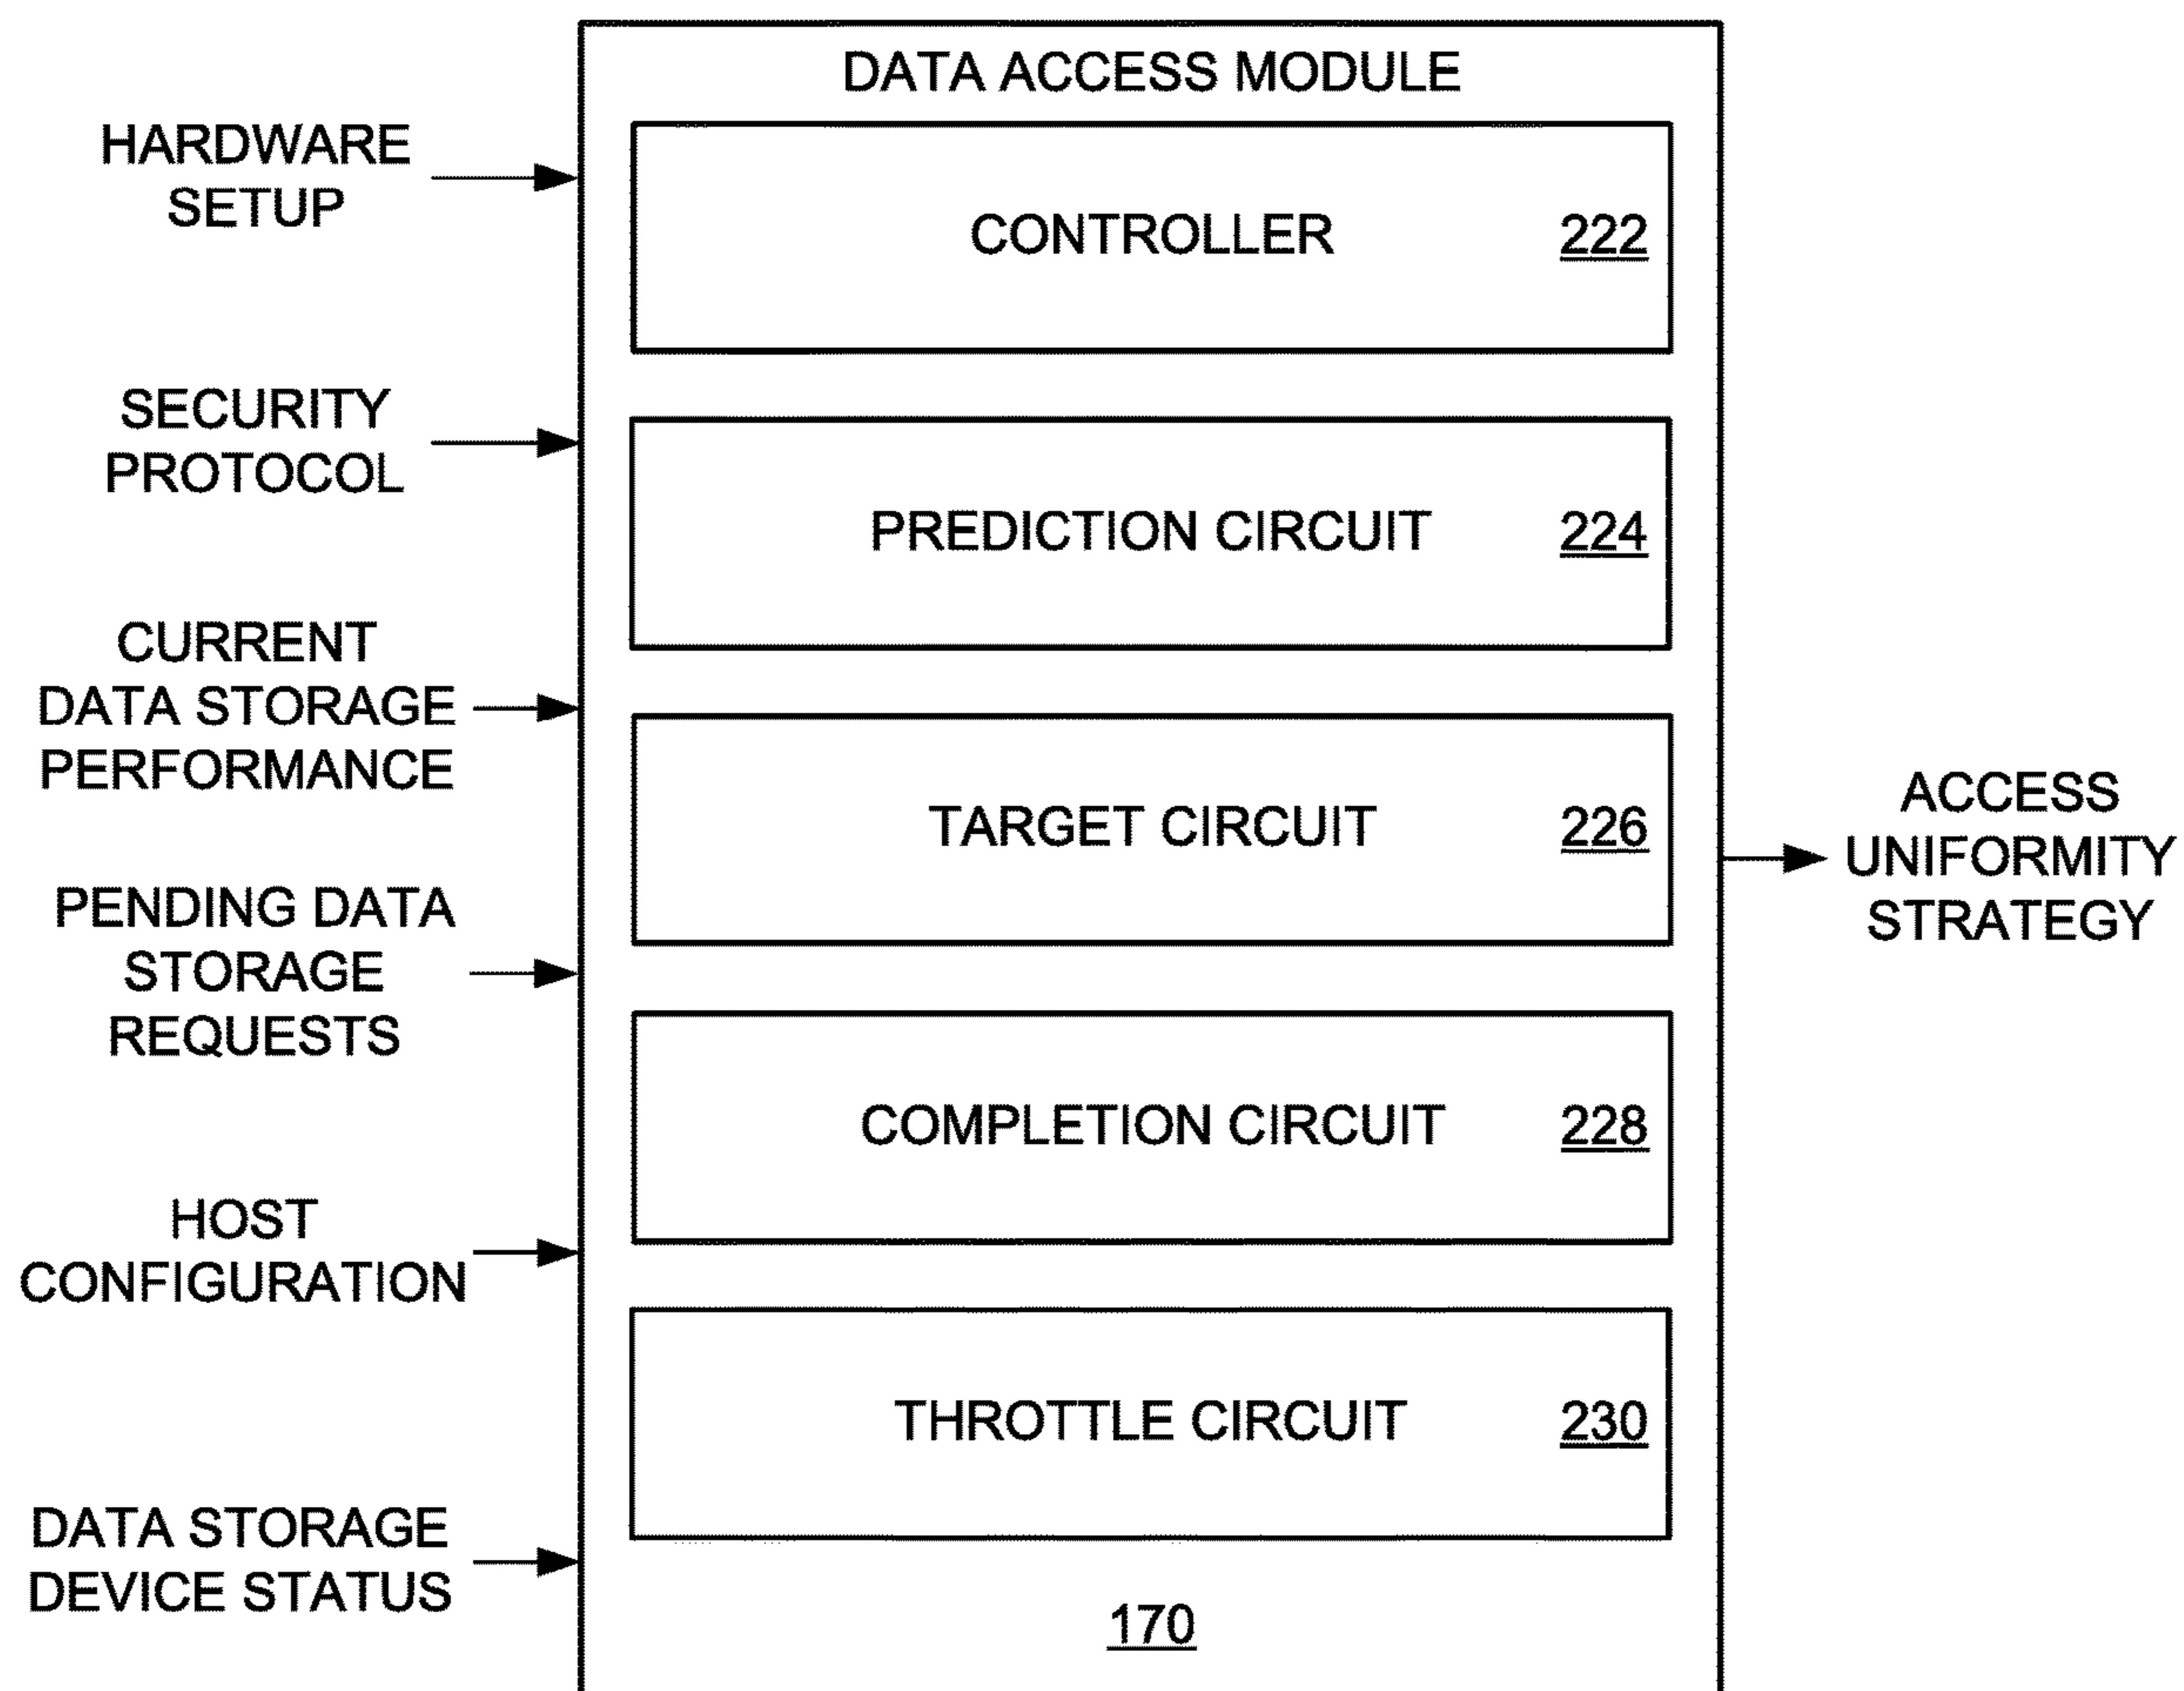 DATA ACCESS MODULE
HARDWARE
SETUP
CONTROLLER 222
SECURITY
PROTOCOL
PREDICTION CIRCUIT 224
CURRENT
DATA STORAGE
PERFORMANCE
TARGET CIRCUIT 226
PENDING DATA
STORAGE
REQUESTS
COMPLETION CIRCUIT 228
HOST
CONFIGURATION
THROTTLE CIRCUIT 230
DATA STORAGE
DEVICE STATUS
170
ACCESS
UNIFORMITY
STRATEGY